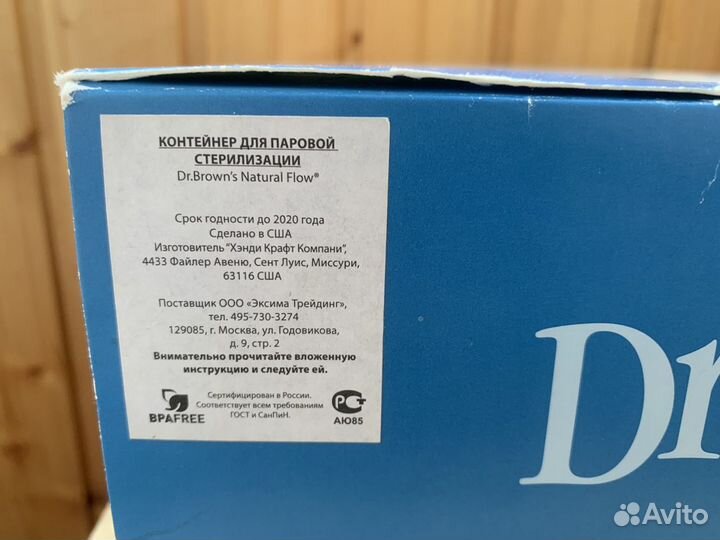 КОНТЕЙНЕР ДЛЯ ПАРОВОЙ
СТЕРИЛИЗАЦИИ
Dr.Brown's Natural Flow®
Срок годности до 2020 года
Сделано в США
Изготовитель "Хэнди Крафт Компани",
4433 Файлер Авеню, Сент Луис, Миссури,
63116 США
Поставщик ООО «Эксима Трейдинг»,
тел. 495-730-3274
129085, г. Москва, ул. Годовикова,
д. 9, стр. 2
Внимательно прочитайте вложенную
инструкцию и следуйте ей.
BPAFREE
Сертифицирован в России.
Соответствует всем требованиям
ГОСТ и СанПиН.
РСТ
АЮ85
Dr
Avito